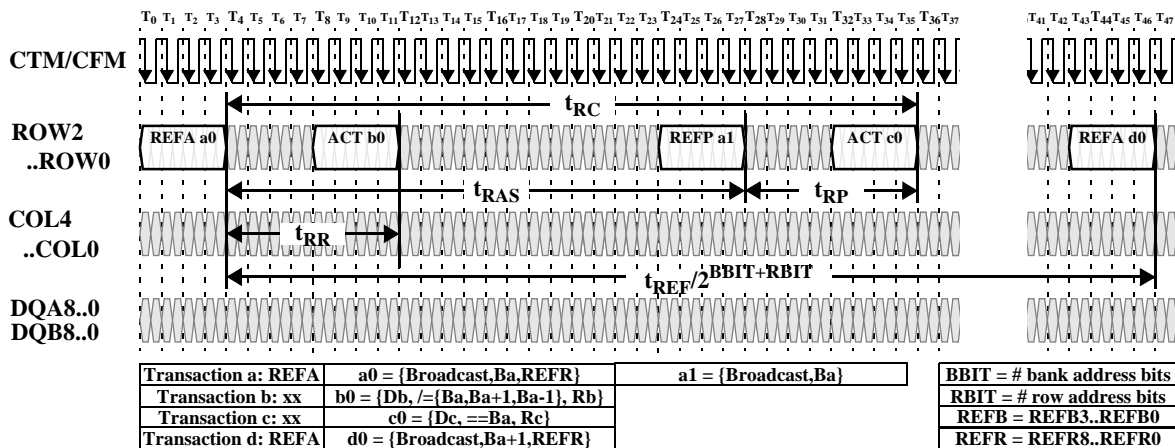 T0 T1 T2 T3 T4 T5 T6 T7 T8 T9 T10 T11 T12 T13 T14 T15 T16 T17 T18 T19 T20 T21 T22 T23 T24 T25 T26 T27 T28 T29 T30 T31 T32 T33 T34 T35 T36 T37 T41 T42 T43 T44 T45 T46 T47
CTM/CFM
tRC
ROW2
..ROW0
REFA a0 ACT b0 REFP a1 ACT c0 REFA d0
tRAS tRP
COL4
..COL0
tRR
tREF/2^BBIT+RBIT
DQA8..0
DQB8..0
Transaction a: REFA a0 = {Broadcast,Ba,REFR} a1 = {Broadcast,Ba}
Transaction b: xx b0 = {Db, /={Ba,Ba+1,Ba-1}, Rb}
Transaction c: xx c0 = {Dc, ==Ba, Rc}
Transaction d: REFA d0 = {Broadcast,Ba+1,REFR}
BBIT = # bank address bits
RBIT = # row address bits
REFB = REFB3..REFB0
REFR = REFR8..REFR0